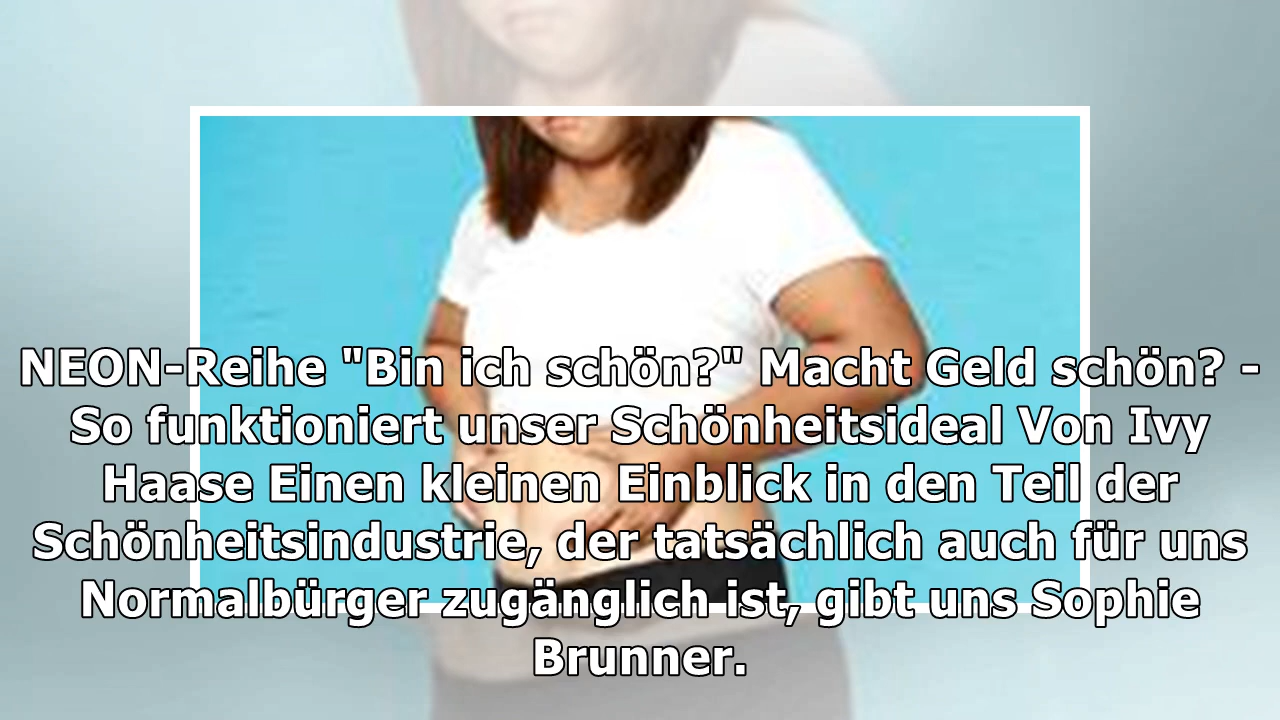 NEON-Reihe "Bin ich schön?" Macht Geld schön? -
So funktioniert unser Schönheitsideal Von Ivy
Haase Einen kleinen Einblick in den Teil der
Schönheitsindustrie, der tatsächlich auch für uns
Normalbürger zugänglich ist, gibt uns Sophie
Brunner.